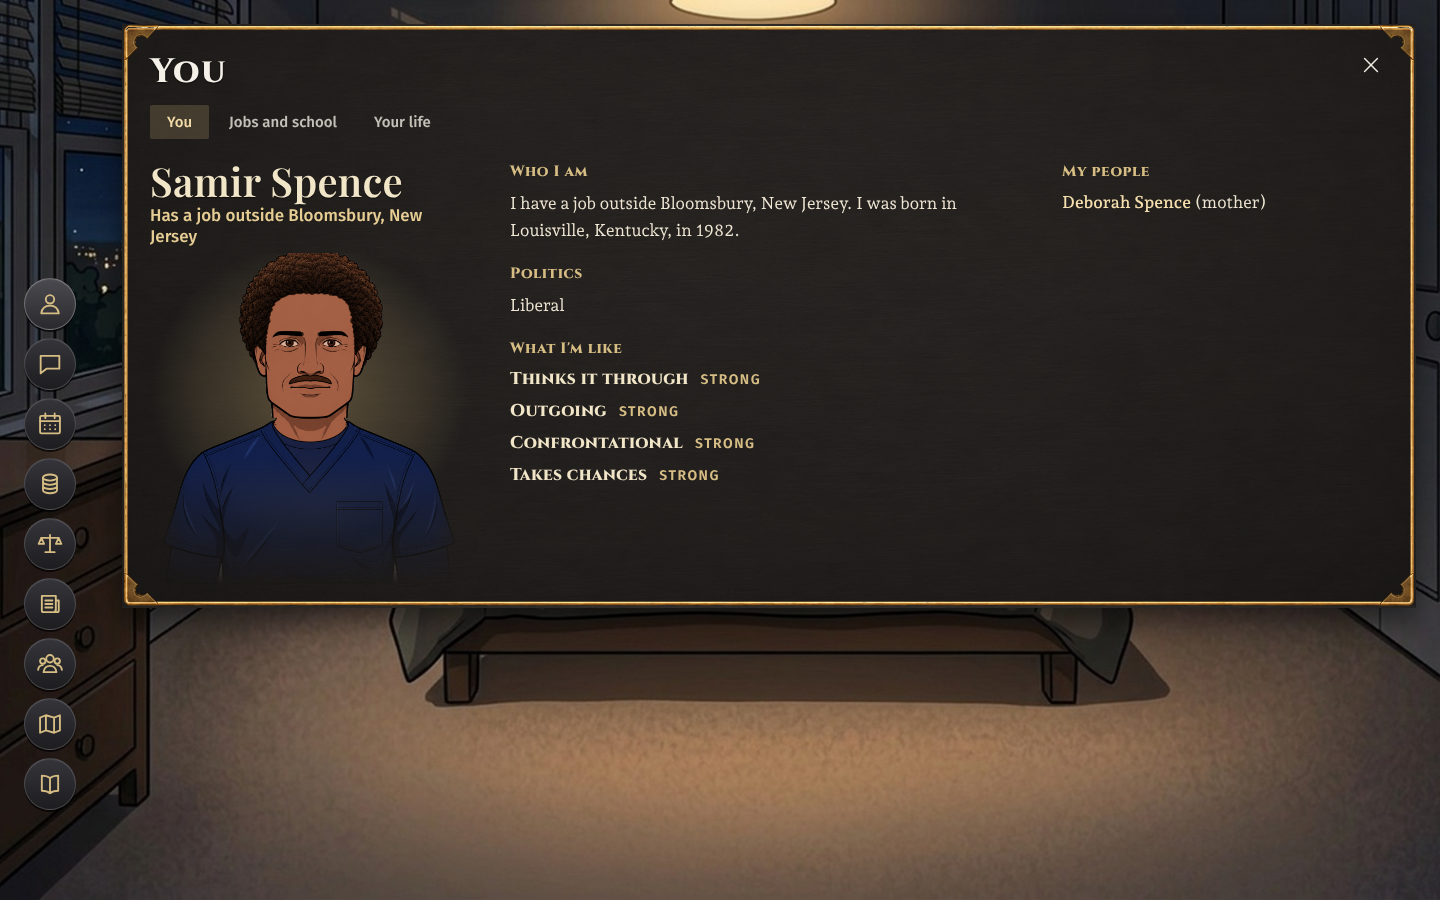 You
You Jobs and school Your life
Samir Spence
Has a job outside Bloomsbury, New
Jersey
Who I am
I have a job outside Bloomsbury, New Jersey. I was born in
Louisville, Kentucky, in 1982.
Politics
Liberal
What I'm like
Thinks it through STRONG
Outgoing STRONG
Confrontational STRONG
Takes chances STRONG
My people
Deborah Spence (mother)